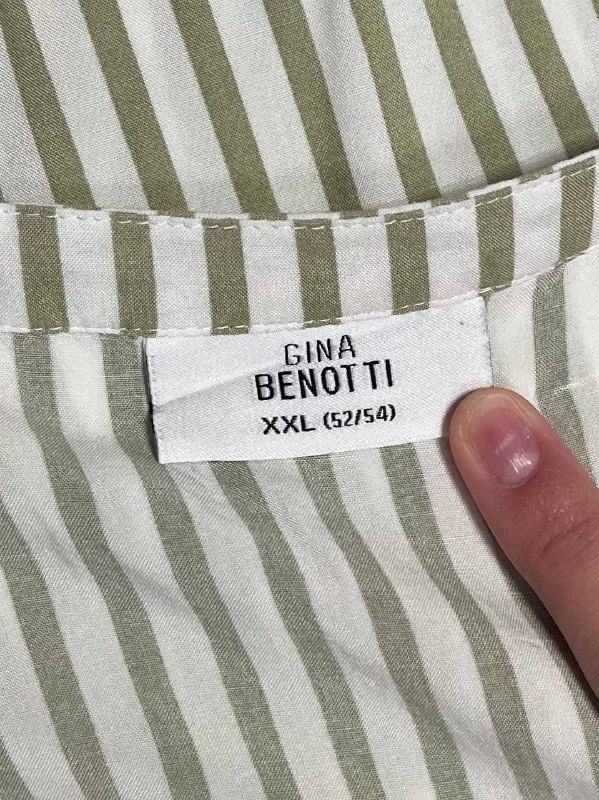 GINA
BENOTTI
XXL (52/54)